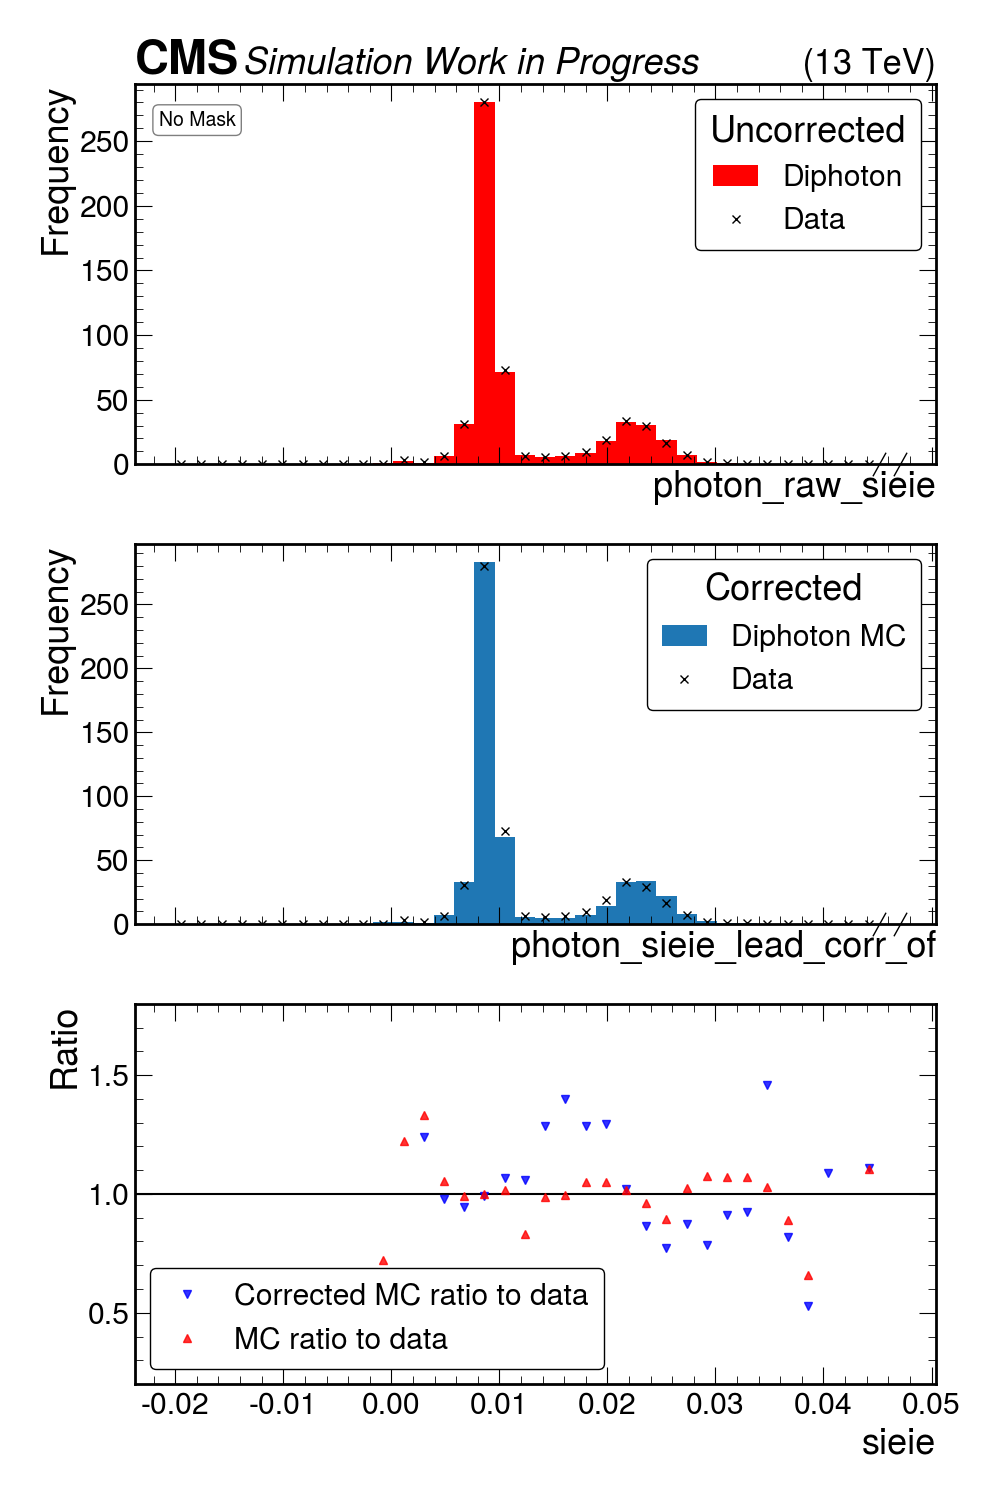 CMS Simulation Work in Progress (13 TeV)
Frequency
No Mask
Uncorrected
Diphoton
Data
250
200
150
100
50
0
photon_raw_sieie
Frequency
Corrected
Diphoton MC
Data
250
200
150
100
50
0
photon_sieie_lead_corr_of
Ratio
1.5
1.0
0.5
Corrected MC ratio to data
MC ratio to data
-0.02 -0.01 0.00 0.01 0.02 0.03 0.04 0.05
sieie